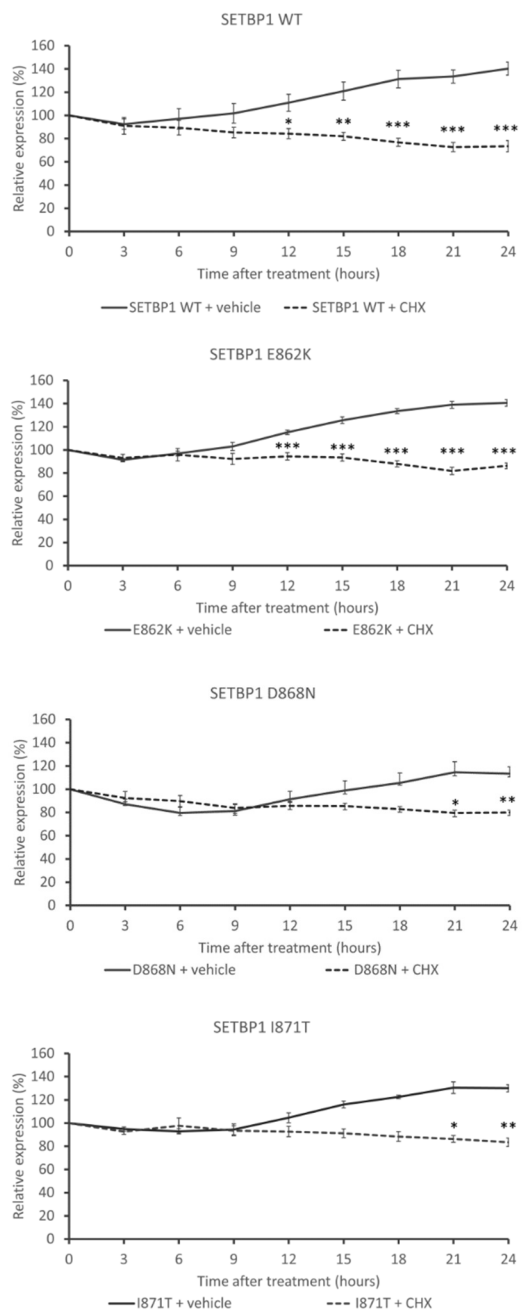 SETBP1 WT
Relative expression (%)
160
140
120
100
80
60
40
20
0
* ** *** *** ***
0 3 6 9 12 15 18 21 24
Time after treatment (hours)
SETBP1 WT + vehicle SETBP1 WT + CHX
SETBP1 E862K
Relative expression (%)
160
140
120
100
80
60
40
20
0
*** *** *** *** ***
0 3 6 9 12 15 18 21 24
Time after treatment (hours)
E862K + vehicle E862K + CHX
SETBP1 D868N
Relative expression (%)
160
140
120
100
80
60
40
20
0
* **
0 3 6 9 12 15 18 21 24
Time after treatment (hours)
D868N + vehicle D868N + CHX
SETBP1 I871T
Relative expression (%)
160
140
120
100
80
60
40
20
0
* **
0 3 6 9 12 15 18 21 24
Time after treatment (hours)
I871T + vehicle I871T + CHX